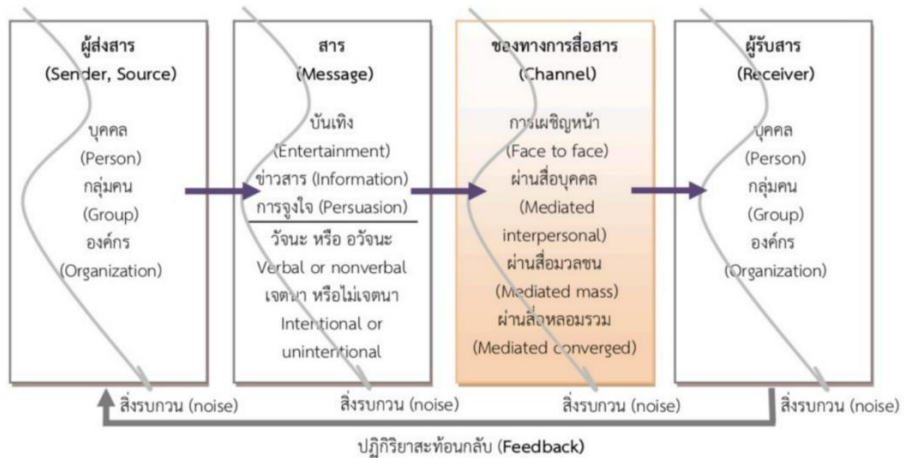 ผู้ส่งสาร
(Sender, Source)
บุคคล
(Person)
กลุ่มคน
(Group)
องค์กร
(Organization)
สาร
(Message)
บันเทิง
(Entertainment)
ข่าวสาร (Information)
การจูงใจ (Persuasion)
วัจนะ หรือ อวัจนะ
Verbal or nonverbal
เจตนา หรือไม่เจตนา
Intentional or
unintentional
ช่องทางการสื่อสาร
(Channel)
การเผชิญหน้า
(Face to face)
ผ่านสื่อบุคคล
(Mediated
interpersonal)
ผ่านสื่อมวลชน
(Mediated mass)
ผ่านสื่อหลอมรวม
(Mediated converged)
ผู้รับสาร
(Receiver)
บุคคล
(Person)
กลุ่มคน
(Group)
องค์กร
(Organization)
สิ่งรบกวน (noise)
สิ่งรบกวน (noise)
สิ่งรบกวน (noise)
สิ่งรบกวน (noise)
ปฏิกิริยาสะท้อนกลับ (Feedback)